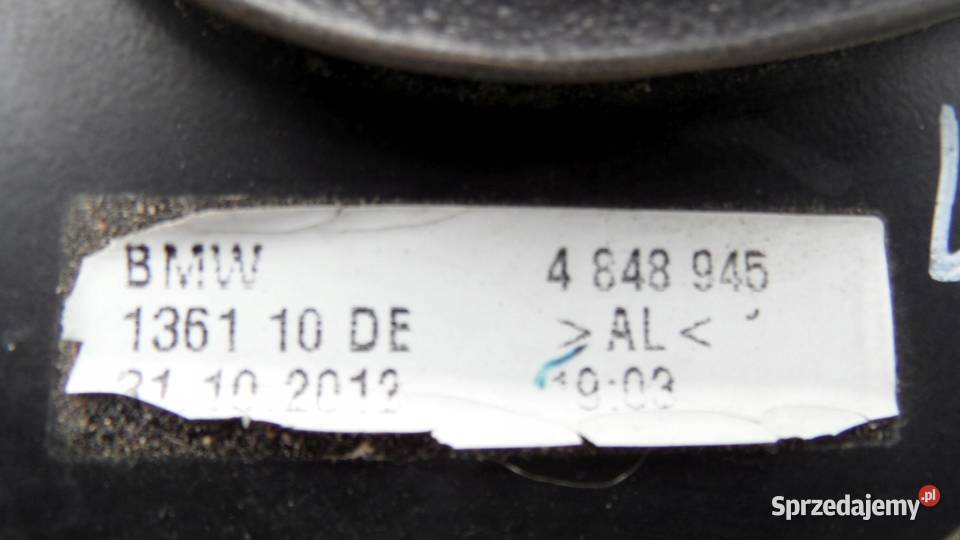 BMW 4 848 945
1361 10 DE >AL<
31.10.2012 19:03
Sprzedajemy.pl